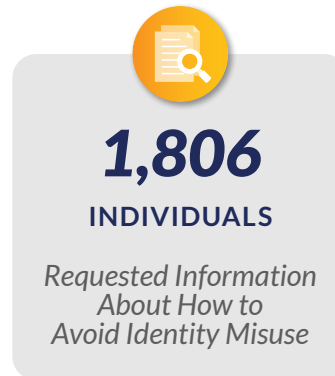 1,806
INDIVIDUALS
Requested Information
About How to
Avoid Identity Misuse